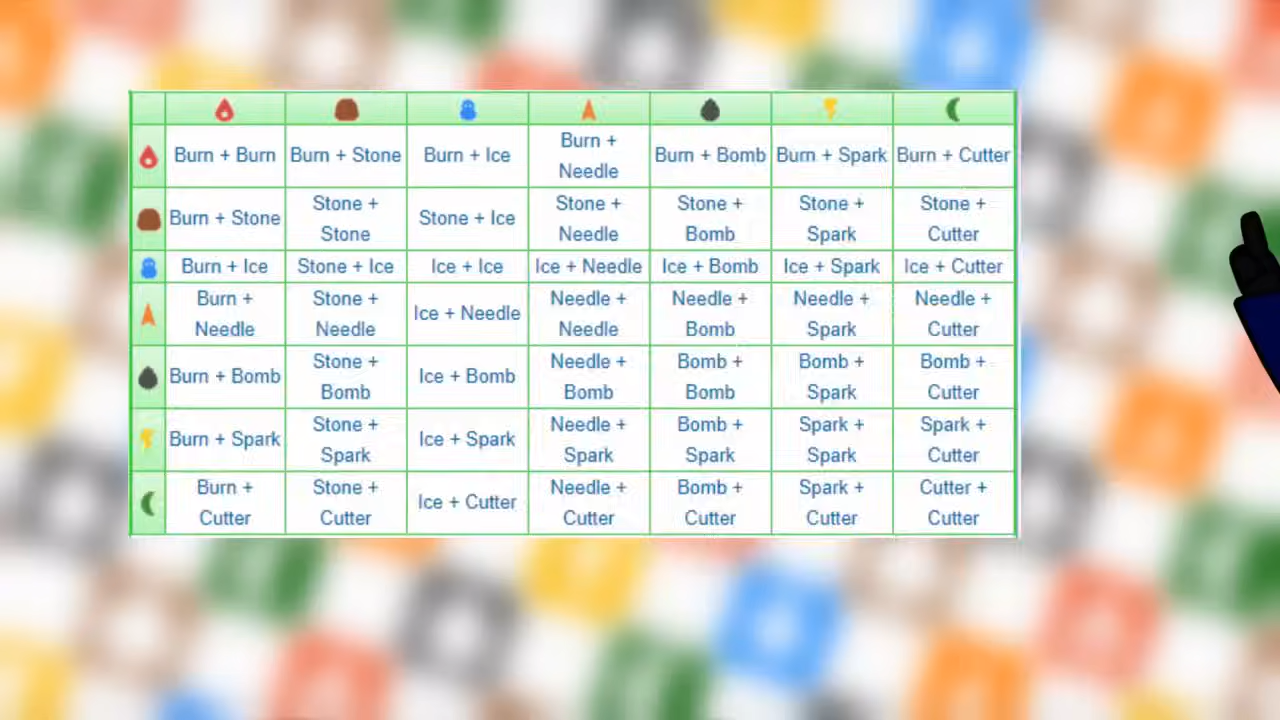 Burn + Burn Burn + Stone Burn + Ice Burn + Needle Burn + Bomb Burn + Spark Burn + Cutter
Burn + Stone Stone + Stone Stone + Ice Stone + Needle Stone + Bomb Stone + Spark Stone + Cutter
Burn + Ice Stone + Ice Ice + Ice Ice + Needle Ice + Bomb Ice + Spark Ice + Cutter
Burn + Needle Stone + Needle Ice + Needle Needle + Needle Needle + Bomb Needle + Spark Needle + Cutter
Burn + Bomb Stone + Bomb Ice + Bomb Needle + Bomb Bomb + Bomb Bomb + Spark Bomb + Cutter
Burn + Spark Stone + Spark Ice + Spark Needle + Spark Bomb + Spark Spark + Spark Spark + Cutter
Burn + Cutter Stone + Cutter Ice + Cutter Needle + Cutter Bomb + Cutter Spark + Cutter Cutter + Cutter